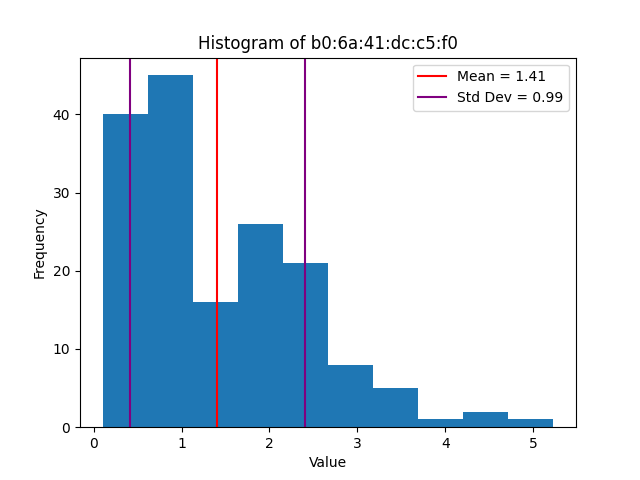 Histogram of b0:6a:41:dc:c5:f0
Mean = 1.41
Std Dev = 0.99
Frequency
40
30
20
10
0
0 1 2 3 4 5
Value